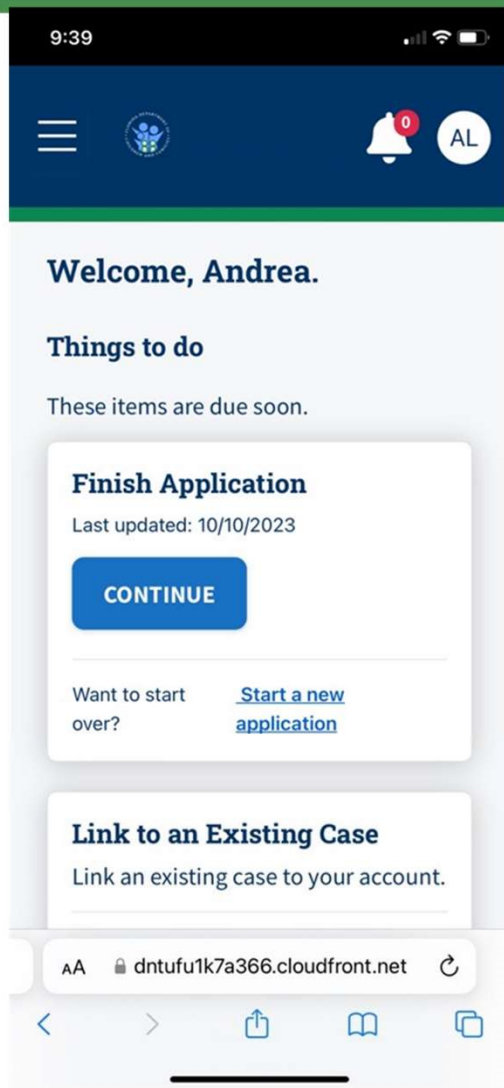 9:39
0
AL
Welcome, Andrea.
Things to do
These items are due soon.
Finish Application
Last updated: 10/10/2023
CONTINUE
Want to start
over?
Start a new
application
Link to an Existing Case
Link an existing case to your account.
AA dntufu1k7a366.cloudfront.net